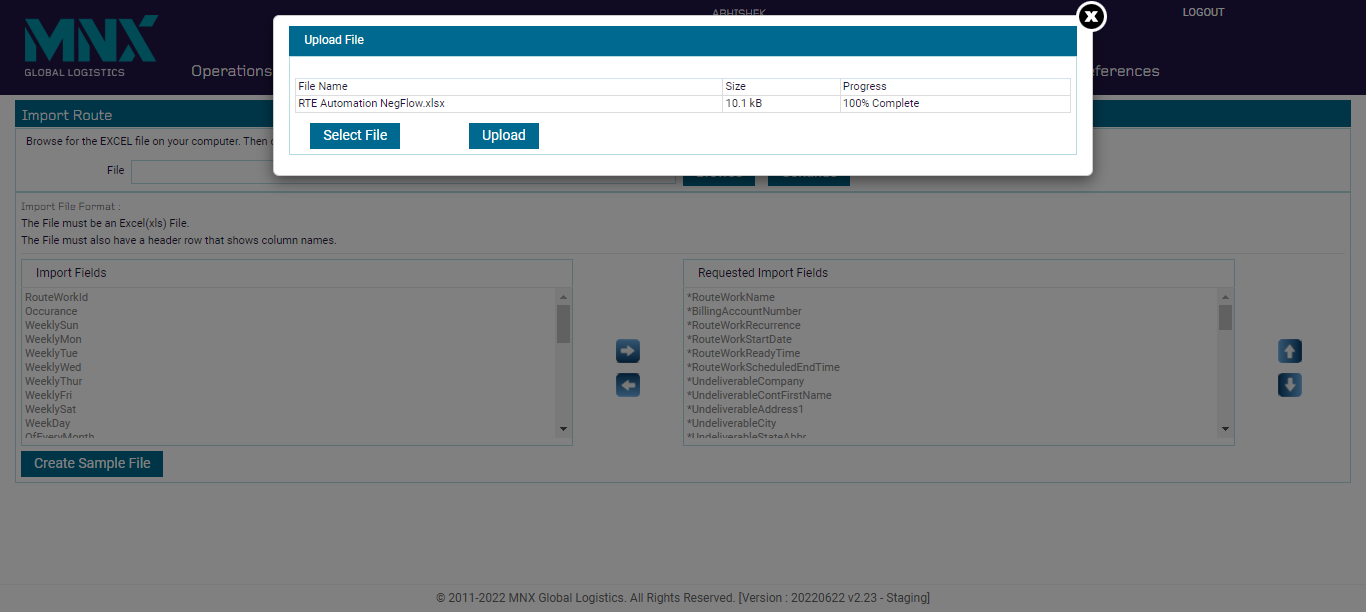 ABHISHEK
LOGOUT
MNX
GLOBAL LOGISTICS
Operations
Upload File
File Name Size Progress
RTE Automation NegFlow.xlsx 10.1 kB 100% Complete
Select File Upload
Import Route
Browse for the EXCEL file on your computer. Then
File
Import File Format :
The File must be an Excel(xls) File.
The File must also have a header row that shows column names.
Import Fields
RouteWorkId
Occurance
WeeklySun
WeeklyMon
WeeklyTue
WeeklyWed
WeeklyThur
WeeklyFri
WeeklySat
WeekDay
OfEveryMonth
Requested Import Fields
*RouteWorkName
*BillingAccountNumber
*RouteWorkRecurrence
*RouteWorkStartDate
*RouteWorkReadyTime
*RouteWorkScheduledEndTime
*UndeliverableCompany
*UndeliverableContFirstName
*UndeliverableAddress1
*UndeliverableCity
*UndeliverableStateAbbr
Create Sample File
© 2011-2022 MNX Global Logistics. All Rights Reserved. [Version : 20220622 v2.23 - Staging]